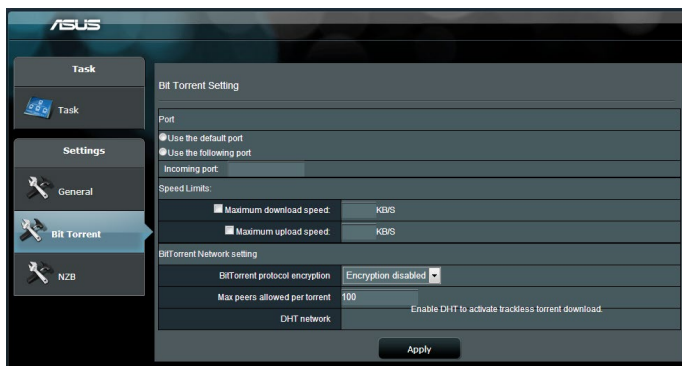 ASUS
Task
Task
Settings
General
Bit Torrent
NZB
Bit Torrent Setting
Port
Use the default port
Use the following port
Incoming port:
Speed Limits:
Maximum download speed: KB/S
Maximum upload speed: KB/S
BitTorrent Network setting
BitTorrent protocol encryption Encryption disabled
Max peers allowed per torrent 100
DHT network Enable DHT to activate trackless torrent download.
Apply